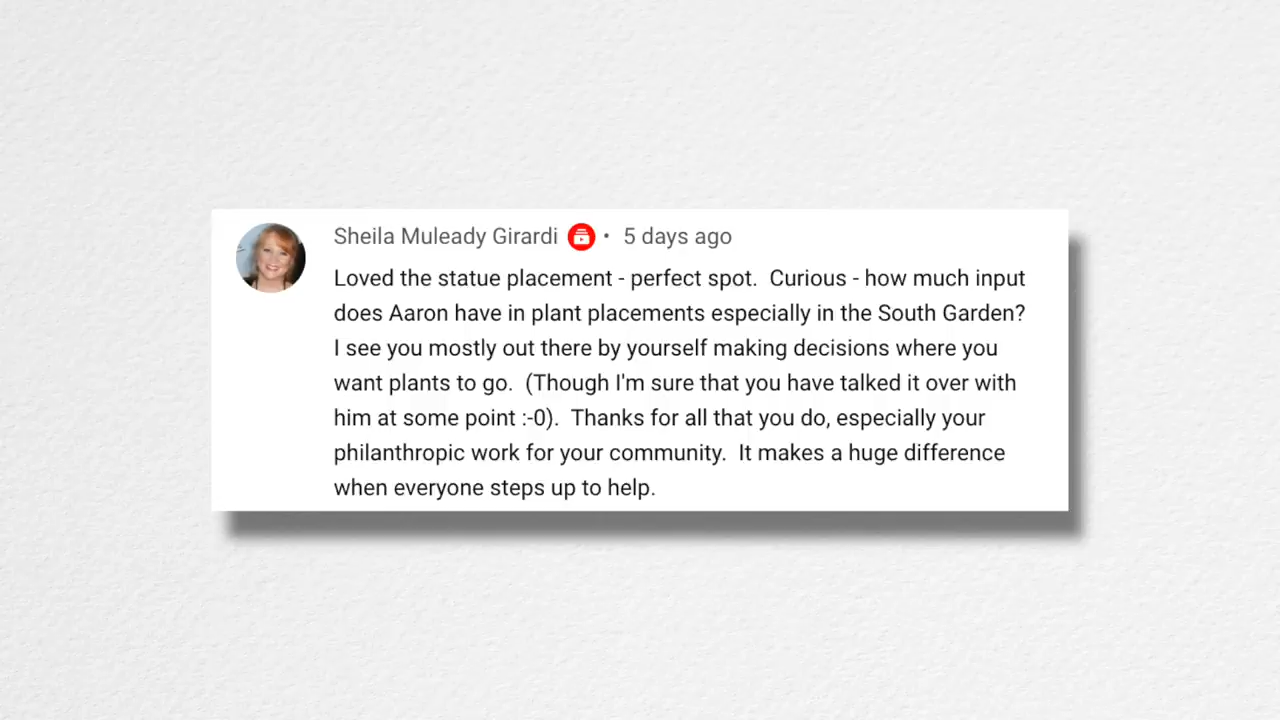 Sheila Muleady Girardi • 5 days ago
Loved the statue placement - perfect spot.  Curious - how much input
does Aaron have in plant placements especially in the South Garden?
I see you mostly out there by yourself making decisions where you
want plants to go.  (Though I'm sure that you have talked it over with
him at some point :-0).  Thanks for all that you do, especially your
philanthropic work for your community.  It makes a huge difference
when everyone steps up to help.